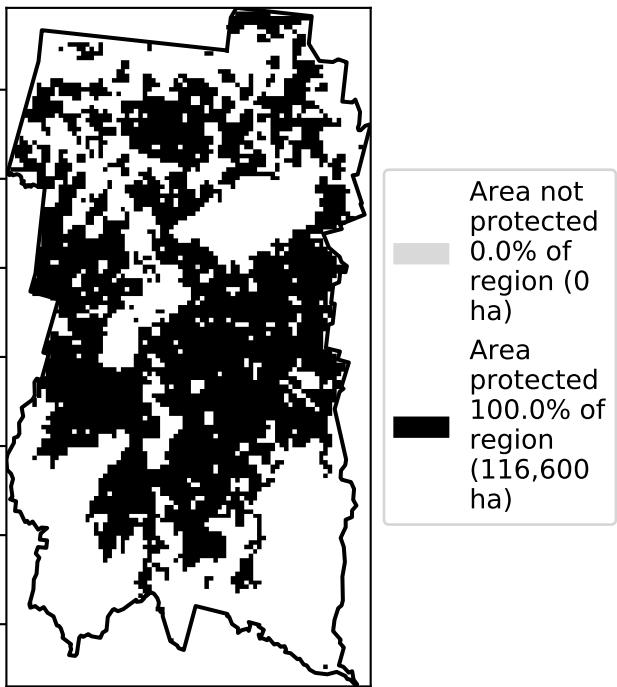 Area not
protected
0.0% of
region (0
ha)
Area
protected
100.0% of
region
(116,600
ha)